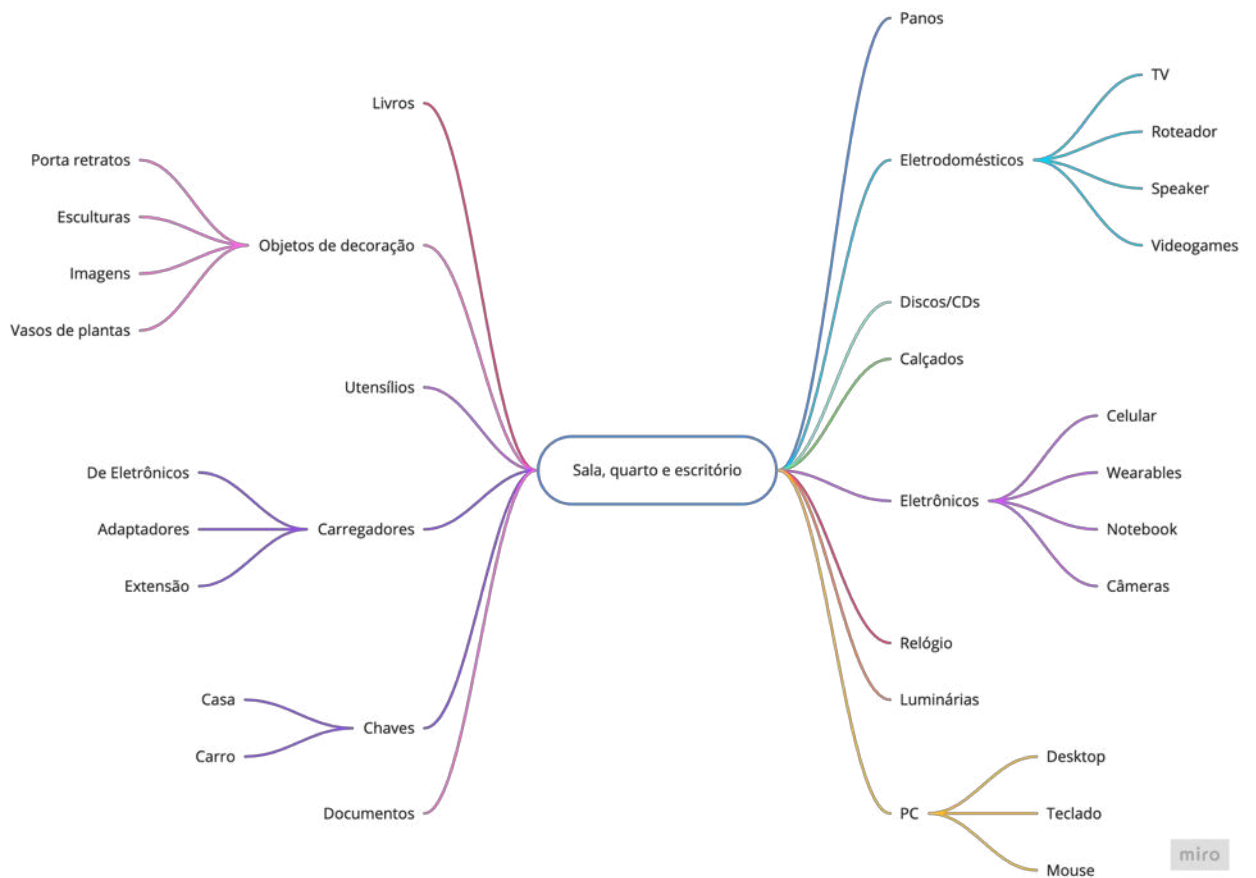 Livros
Porta retratos
Esculturas
Imagens
Vasos de plantas
Objetos de decoração
Utensílios
De Eletrônicos
Adaptadores
Extensão
Carregadores
Casa
Carro
Chaves
Documentos
Sala, quarto e escritório
Panos
Eletrodomésticos
TV
Roteador
Speaker
Videogames
Discos/CDs
Calçados
Eletrônicos
Celular
Wearables
Notebook
Câmeras
Relógio
Luminárias
PC
Desktop
Teclado
Mouse
miro